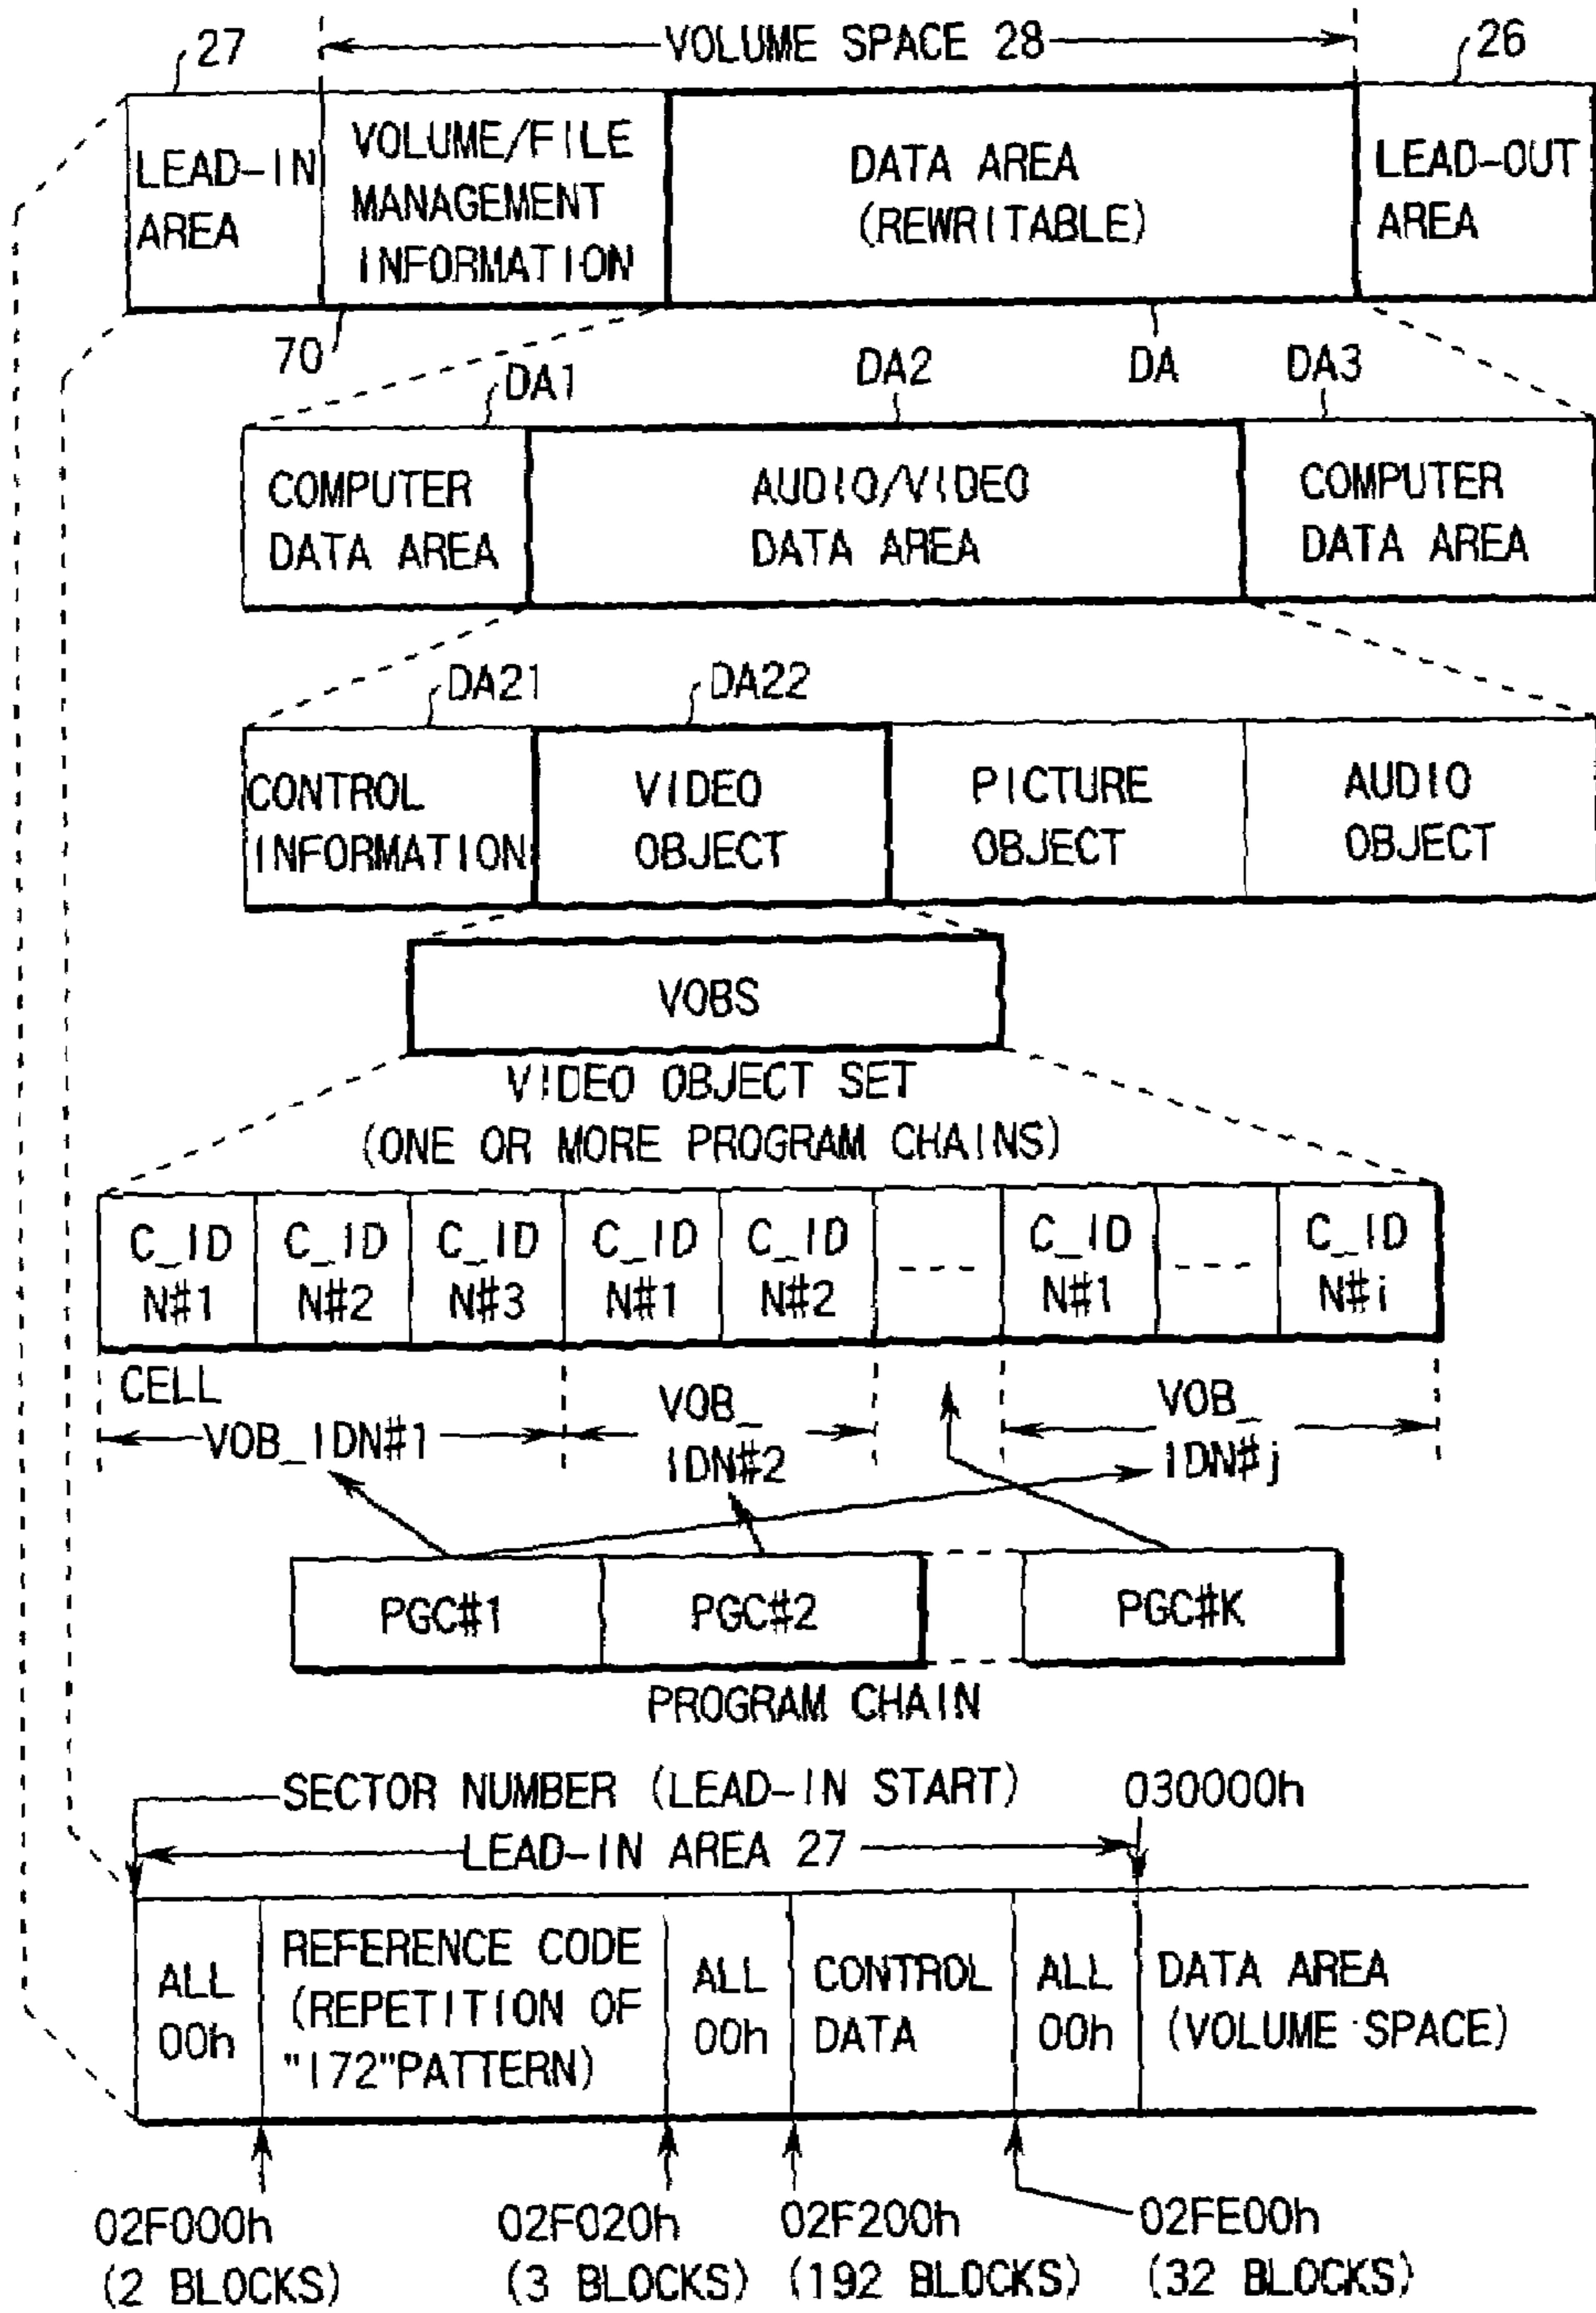 27
VOLUME SPACE 28
26
LEAD-IN
AREA
VOLUME/FILE
MANAGEMENT
INFORMATION
DATA AREA
(REWRITABLE)
LEAD-OUT
AREA
70
DA1
DA2
DA
DA3
COMPUTER
DATA AREA
AUDIO/VIDEO
DATA AREA
COMPUTER
DATA AREA
DA21
DA22
CONTROL
INFORMATION
VIDEO
OBJECT
PICTURE
OBJECT
AUDIO
OBJECT
VOBS
VIDEO OBJECT SET
(ONE OR MORE PROGRAM CHAINS)
C_ID
N#1
C_ID
N#2
C_ID
N#3
C_ID
N#1
C_ID
N#2
----
C_ID
N#1
----
C_ID
N#i
CELL
VOB_IDN#1
VOB_
IDN#2
VOB_
IDN#j
PGC#1
PGC#2
PGC#K
PROGRAM CHAIN
SECTOR NUMBER (LEAD-IN START)
030000h
LEAD-IN AREA 27
ALL
00h
REFERENCE CODE
(REPETITION OF
"172"PATTERN)
ALL
00h
CONTROL
DATA
ALL
00h
DATA AREA
(VOLUME SPACE)
02F000h
(2 BLOCKS)
02F020h
(3 BLOCKS)
02F200h
(192 BLOCKS)
02FE00h
(32 BLOCKS)